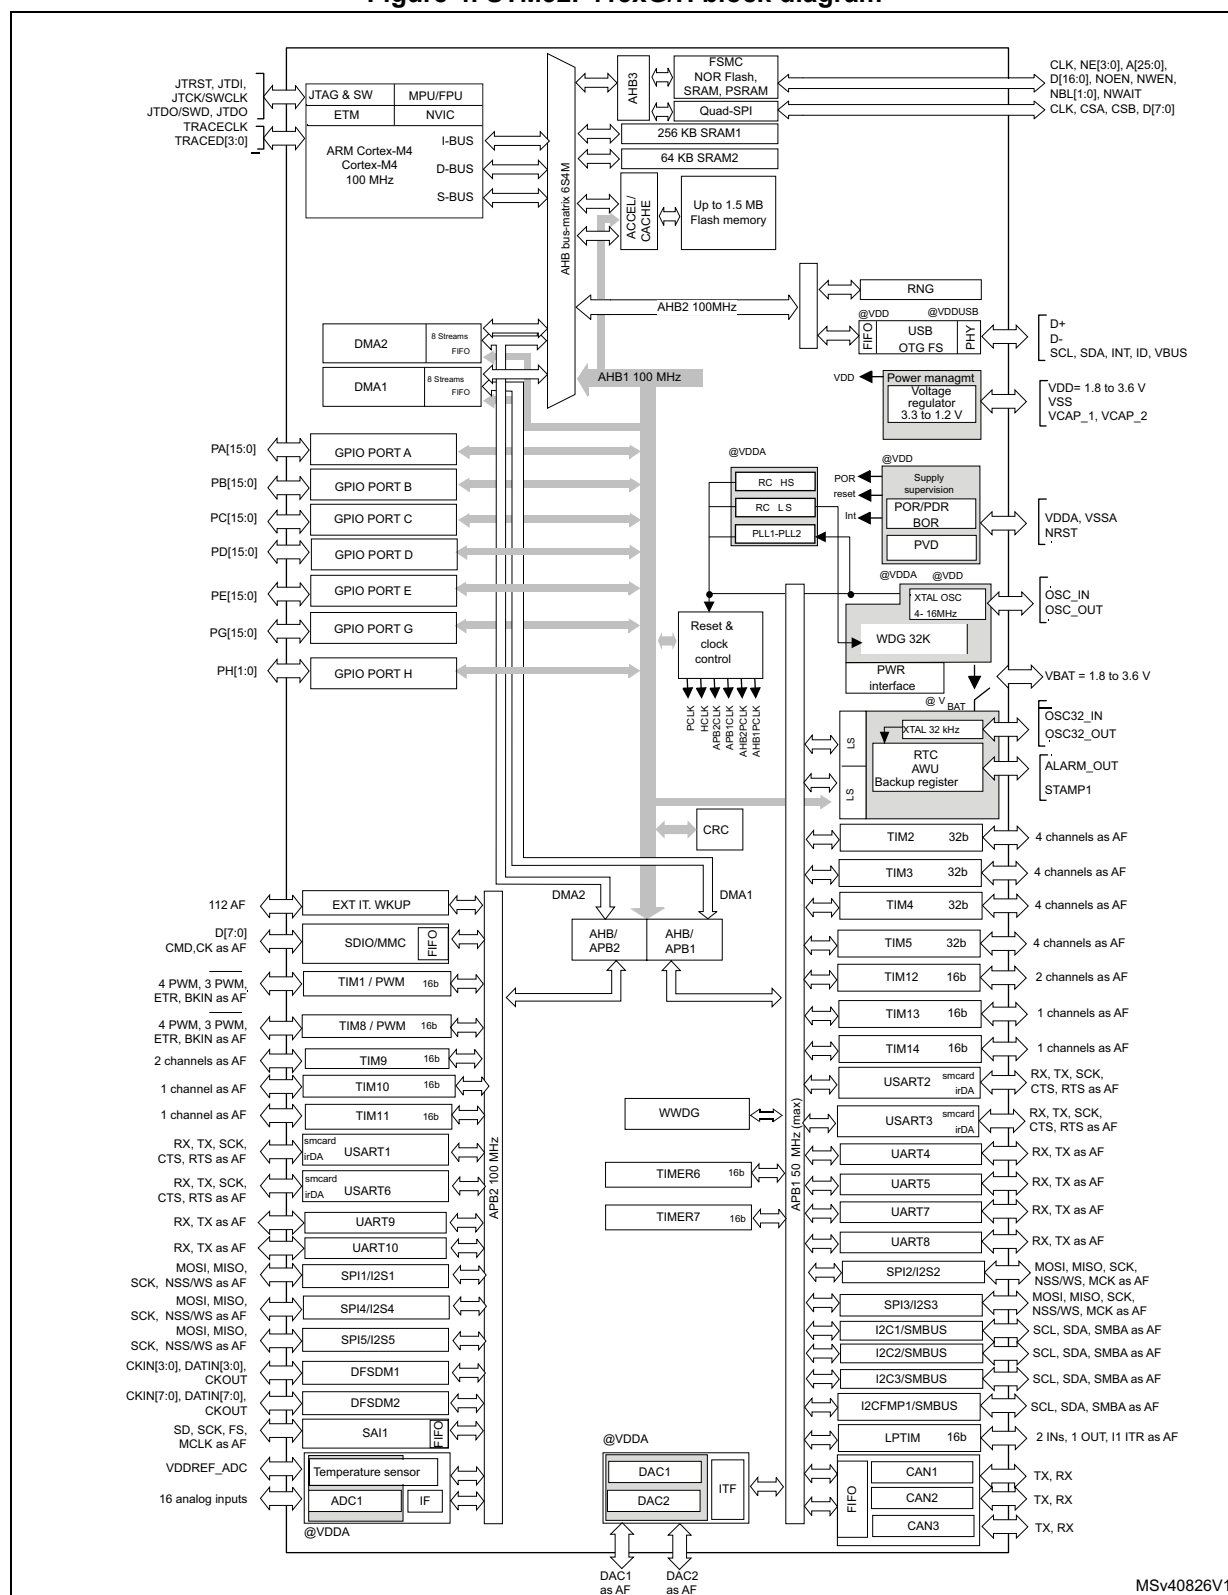 JTRST, JTDI,
JTCK/SWCLK
JTDO/SWD, JTDO
TRACECLK
TRACED[3:0]
JTAG & SW
MPU/FPU
ETM
NVIC
ARM Cortex-M4
Cortex-M4
100 MHz
I-BUS
D-BUS
S-BUS
AHB bus-matrix 6S4M
AHB3
FSMC
NOR Flash,
SRAM, PSRAM
Quad-SPI
CLK, NE[3:0], A[25:0],
D[16:0], NOEN, NWEN,
NBL[1:0], NWAIT
CLK, CSA, CSB, D[7:0]
256 KB SRAM1
64 KB SRAM2
ACCEL/
CACHE
Up to 1.5 MB
Flash memory
AHB2 100MHz
RNG
@VDD
@VDDUSB
FIFO
USB
OTG FS
PHY
D+
D-
SCL, SDA, INT, ID, VBUS
DMA2
8 Streams
FIFO
DMA1
8 Streams
FIFO
AHB1 100 MHz
VDD
Power managmt
Voltage
regulator
3.3 to 1.2 V
VDD= 1.8 to 3.6 V
VSS
VCAP_1, VCAP_2
PA[15:0]
GPIO PORT A
PB[15:0]
GPIO PORT B
PC[15:0]
GPIO PORT C
PD[15:0]
GPIO PORT D
PE[15:0]
GPIO PORT E
PG[15:0]
GPIO PORT G
PH[1:0]
GPIO PORT H
@VDDA
RC HS
RC L S
PLL1-PLL2
@VDD
POR
reset
Int
Supply
supervision
POR/PDR
BOR
PVD
VDDA, VSSA
NRST
@VDDA
@VDD
XTAL OSC
4- 16MHz
WDG 32K
PWR
interface
OSC_IN
OSC_OUT
Reset &
clock
control
PCLK
HCLK
APB2CLK
APB1CLK
AHB2PCLK
AHB1PCLK
VBAT = 1.8 to 3.6 V
@ V BAT
LS
LS
XTAL 32 kHz
RTC
AWU
Backup register
OSC32_IN
OSC32_OUT
ALARM_OUT
STAMP1
CRC
DMA2
DMA1
AHB/
APB2
AHB/
APB1
112 AF
EXT IT. WKUP
D[7:0]
CMD,CK as AF
SDIO/MMC
FIFO
4 PWM, 3 PWM,
ETR, BKIN as AF
TIM1 / PWM 16b
4 PWM, 3 PWM,
ETR, BKIN as AF
TIM8 / PWM 16b
2 channels as AF
TIM9 16b
1 channel as AF
TIM10 16b
1 channel as AF
TIM11 16b
RX, TX, SCK,
CTS, RTS as AF
smcard
irDA
USART1
RX, TX, SCK,
CTS, RTS as AF
smcard
irDA
USART6
RX, TX as AF
UART9
RX, TX as AF
UART10
MOSI, MISO,
SCK, NSS/WS as AF
SPI1/I2S1
MOSI, MISO,
SCK, NSS/WS as AF
SPI4/I2S4
MOSI, MISO,
SCK, NSS/WS as AF
SPI5/I2S5
CKIN[3:0], DATIN[3:0],
CKOUT
DFSDM1
CKIN[7:0], DATIN[7:0],
CKOUT
DFSDM2
SD, SCK, FS,
MCLK as AF
SAI1
FIFO
VDDREF_ADC
Temperature sensor
16 analog inputs
ADC1
IF
@VDDA
APB2 100 MHz
WWDG
TIMER6 16b
TIMER7 16b
APB1 50 MHz (max)
@VDDA
DAC1
DAC2
ITF
DAC1
as AF
DAC2
as AF
TIM2 32b
4 channels as AF
TIM3 32b
4 channels as AF
TIM4 32b
4 channels as AF
TIM5 32b
4 channels as AF
TIM12 16b
2 channels as AF
TIM13 16b
1 channels as AF
TIM14 16b
1 channels as AF
USART2
smcard
irDA
RX, TX, SCK,
CTS, RTS as AF
USART3
smcard
irDA
RX, TX, SCK,
CTS, RTS as AF
UART4
RX, TX as AF
UART5
RX, TX as AF
UART7
RX, TX as AF
UART8
RX, TX as AF
SPI2/I2S2
MOSI, MISO, SCK,
NSS/WS, MCK as AF
SPI3/I2S3
MOSI, MISO, SCK,
NSS/WS, MCK as AF
I2C1/SMBUS
SCL, SDA, SMBA as AF
I2C2/SMBUS
SCL, SDA, SMBA as AF
I2C3/SMBUS
SCL, SDA, SMBA as AF
I2CFMP1/SMBUS
SCL, SDA, SMBA as AF
LPTIM 16b
2 INs, 1 OUT, I1 ITR as AF
FIFO
CAN1
TX, RX
CAN2
TX, RX
CAN3
TX, RX
MSv40826V1